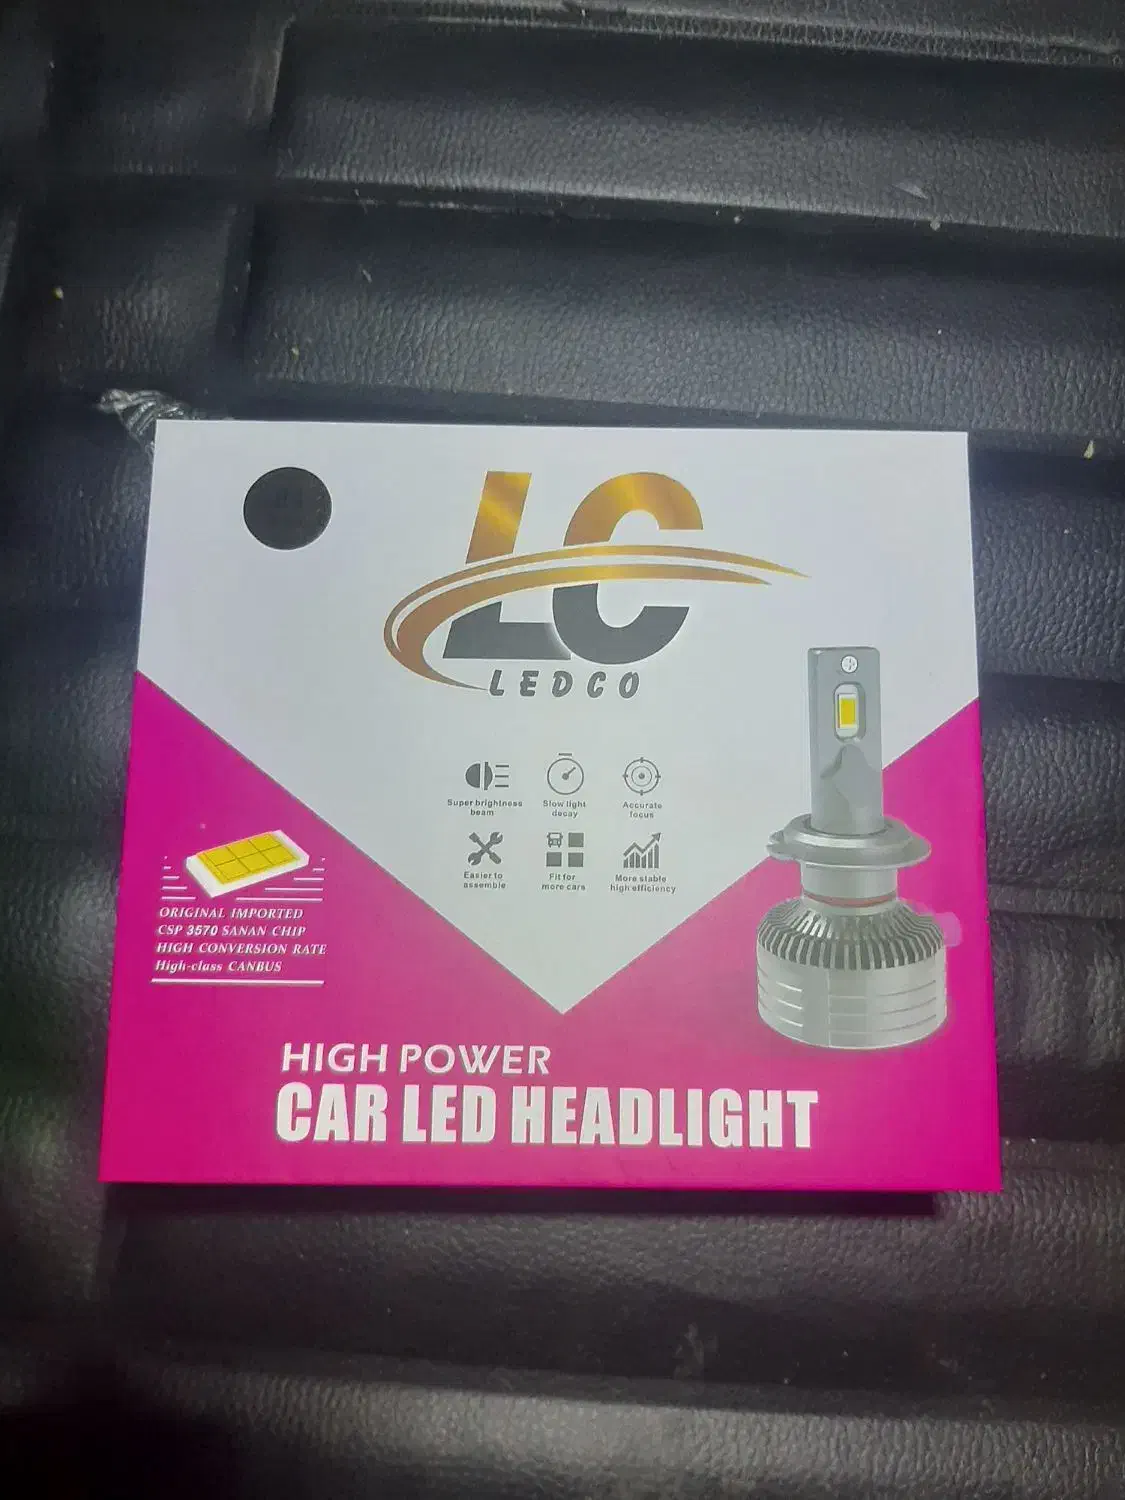 LC
LEDCO
Super brightness
beam
Slow light
decay
Accurate
focus
Easier to
assemble
Fit for
more cars
More stable
high efficiency
ORIGINAL IMPORTED
CSP 3570 SANAN CHIP
HIGH CONVERSION RATE
High-class CANBUS
HIGH POWER
CAR LED HEADLIGHT